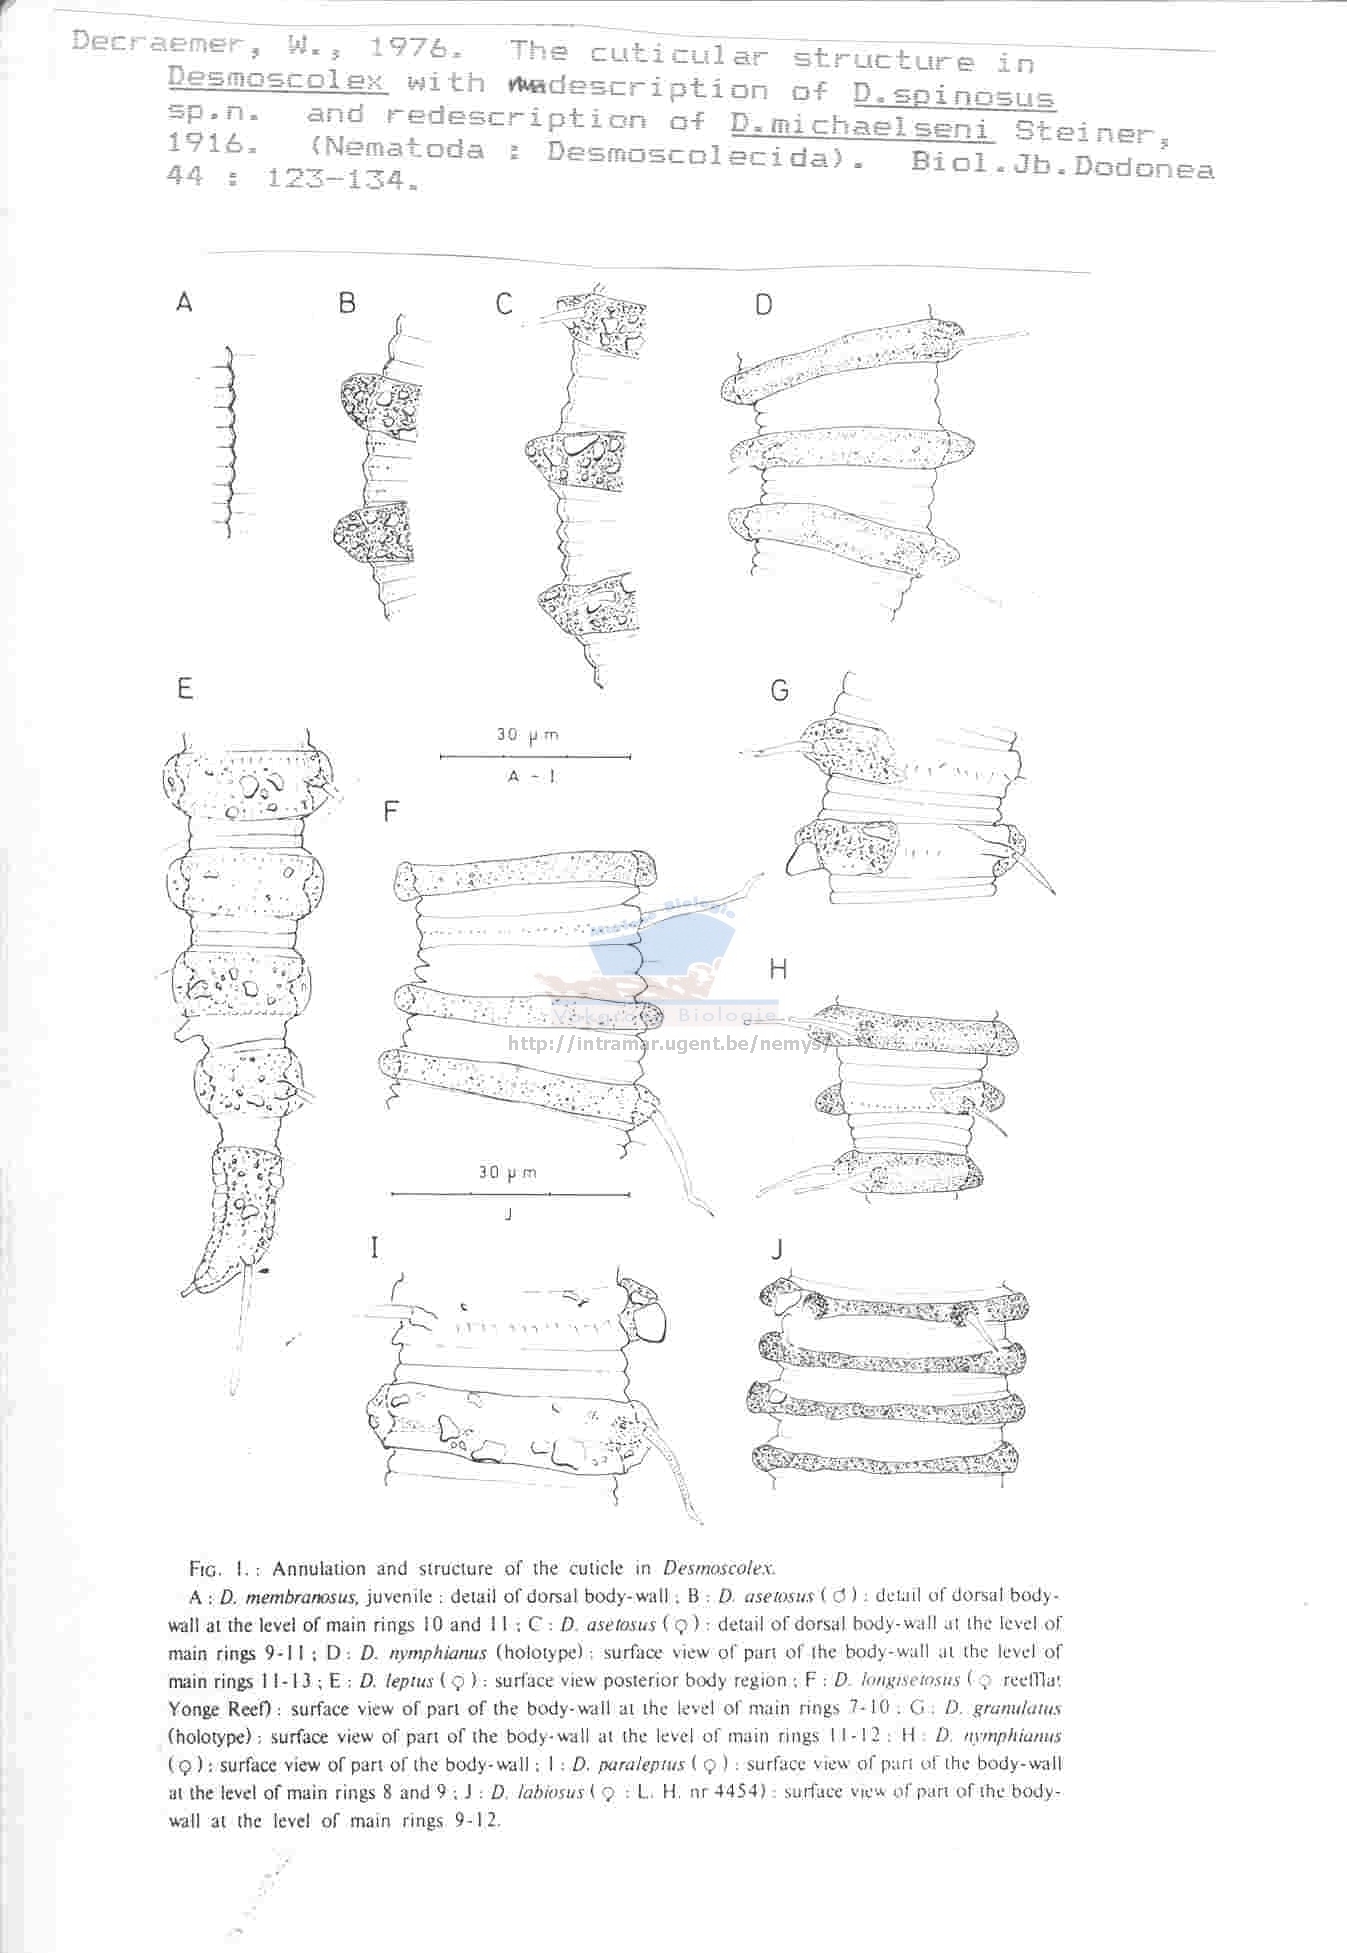 Decraemer, W., 1976. The cuticular structure in
Desmoscolex with description of D.spinosus
sp.n. and redescription of D.michaelseni Steiner,
1916. (Nematoda : Desmoscolecida). Biol.Jb.Dodonea
44 : 123-134.
A B C D
E
30 µm
A - I
G
F
H
Mariene Biologie
Vakgroep Biologie
http://intramar.ugent.be/nemys/
30 µm
J
I J
FIG. 1. : Annulation and structure of the cuticle in Desmoscolex.
A : D. membranosus, juvenile : detail of dorsal body-wall ; B : D. asetosus (♂) : detail of dorsal body-
wall at the level of main rings 10 and 11 ; C : D. asetosus (♀) : detail of dorsal body-wall at the level of
main rings 9-11 ; D : D. nymphianus (holotype) : surface view of part of the body-wall at the level of
main rings 11-13 ; E : D. leptus (♀) : surface view posterior body region ; F : D. longisetosus (♀ reefflat
Yonge Reef) : surface view of part of the body-wall at the level of main rings 7-10 ; G : D. granulatus
(holotype) : surface view of part of the body-wall at the level of main rings 11-12 ; H : D. nymphianus
(♀) : surface view of part of the body-wall ; I : D. paraleptus (♀) : surface view of part of the body-wall
at the level of main rings 8 and 9 ; J : D. labiosus (♀ : L. H. nr 4454) : surface view of part of the body-
wall at the level of main rings 9-12.